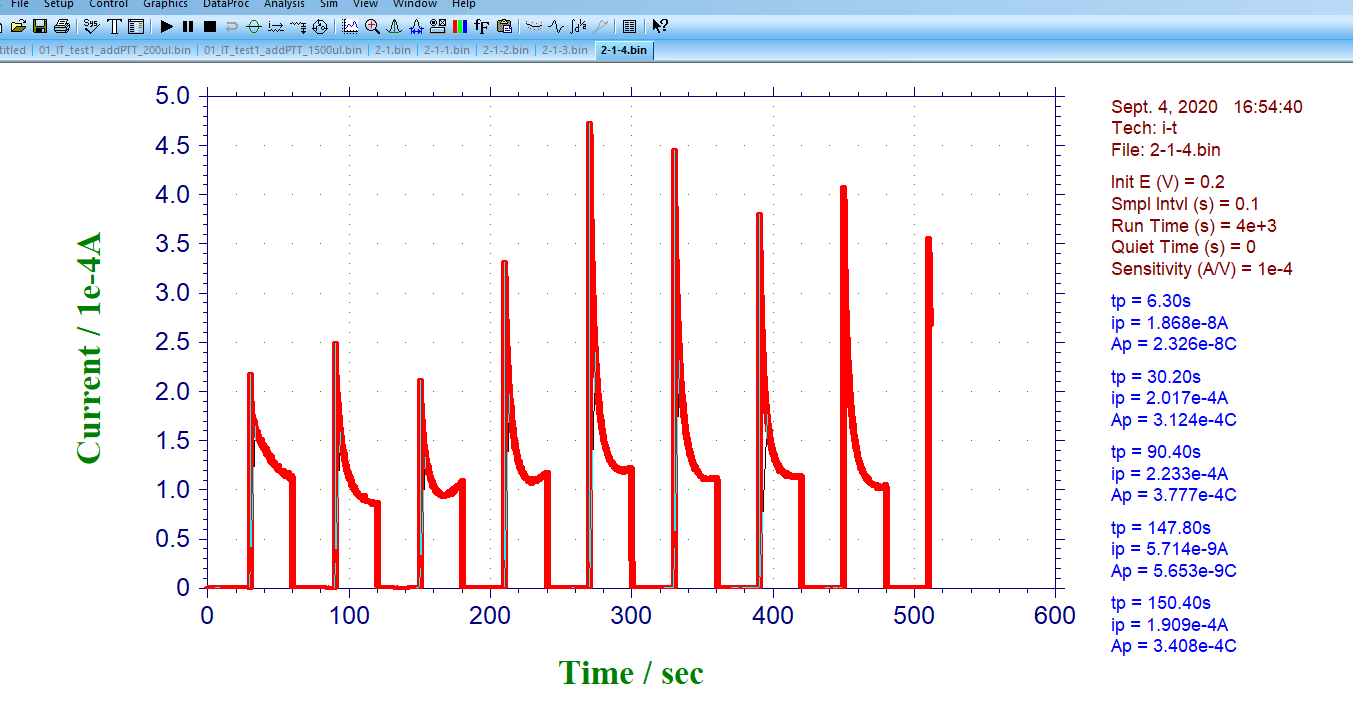 File Setup Control Graphics DataProc Analysis Sim View Window Help
titled 01_IT_test1_addPTT_200ul.bin 01_IT_test1_addPTT_1500ul.bin 2-1.bin 2-1-1.bin 2-1-2.bin 2-1-3.bin 2-1-4.bin
5.0
4.5
4.0
3.5
3.0
2.5
2.0
1.5
1.0
0.5
0
Current / 1e-4A
0 100 200 300 400 500 600
Time / sec
Sept. 4, 2020 16:54:40
Tech: i-t
File: 2-1-4.bin
Init E (V) = 0.2
Smpl Intvl (s) = 0.1
Run Time (s) = 4e+3
Quiet Time (s) = 0
Sensitivity (A/V) = 1e-4
tp = 6.30s
ip = 1.868e-8A
Ap = 2.326e-8C
tp = 30.20s
ip = 2.017e-4A
Ap = 3.124e-4C
tp = 90.40s
ip = 2.233e-4A
Ap = 3.777e-4C
tp = 147.80s
ip = 5.714e-9A
Ap = 5.653e-9C
tp = 150.40s
ip = 1.909e-4A
Ap = 3.408e-4C